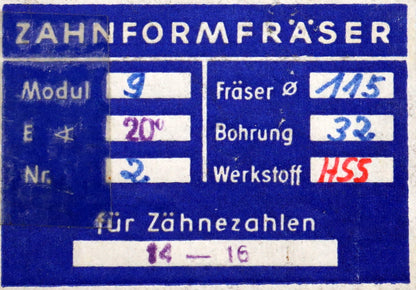 ZAHNFORMFRÄSER
Modul 9 Fräser Ø 115
E ∢ 20° Bohrung 32
Nr. 2. Werkstoff HSS
für Zähnezahlen
14 — 16